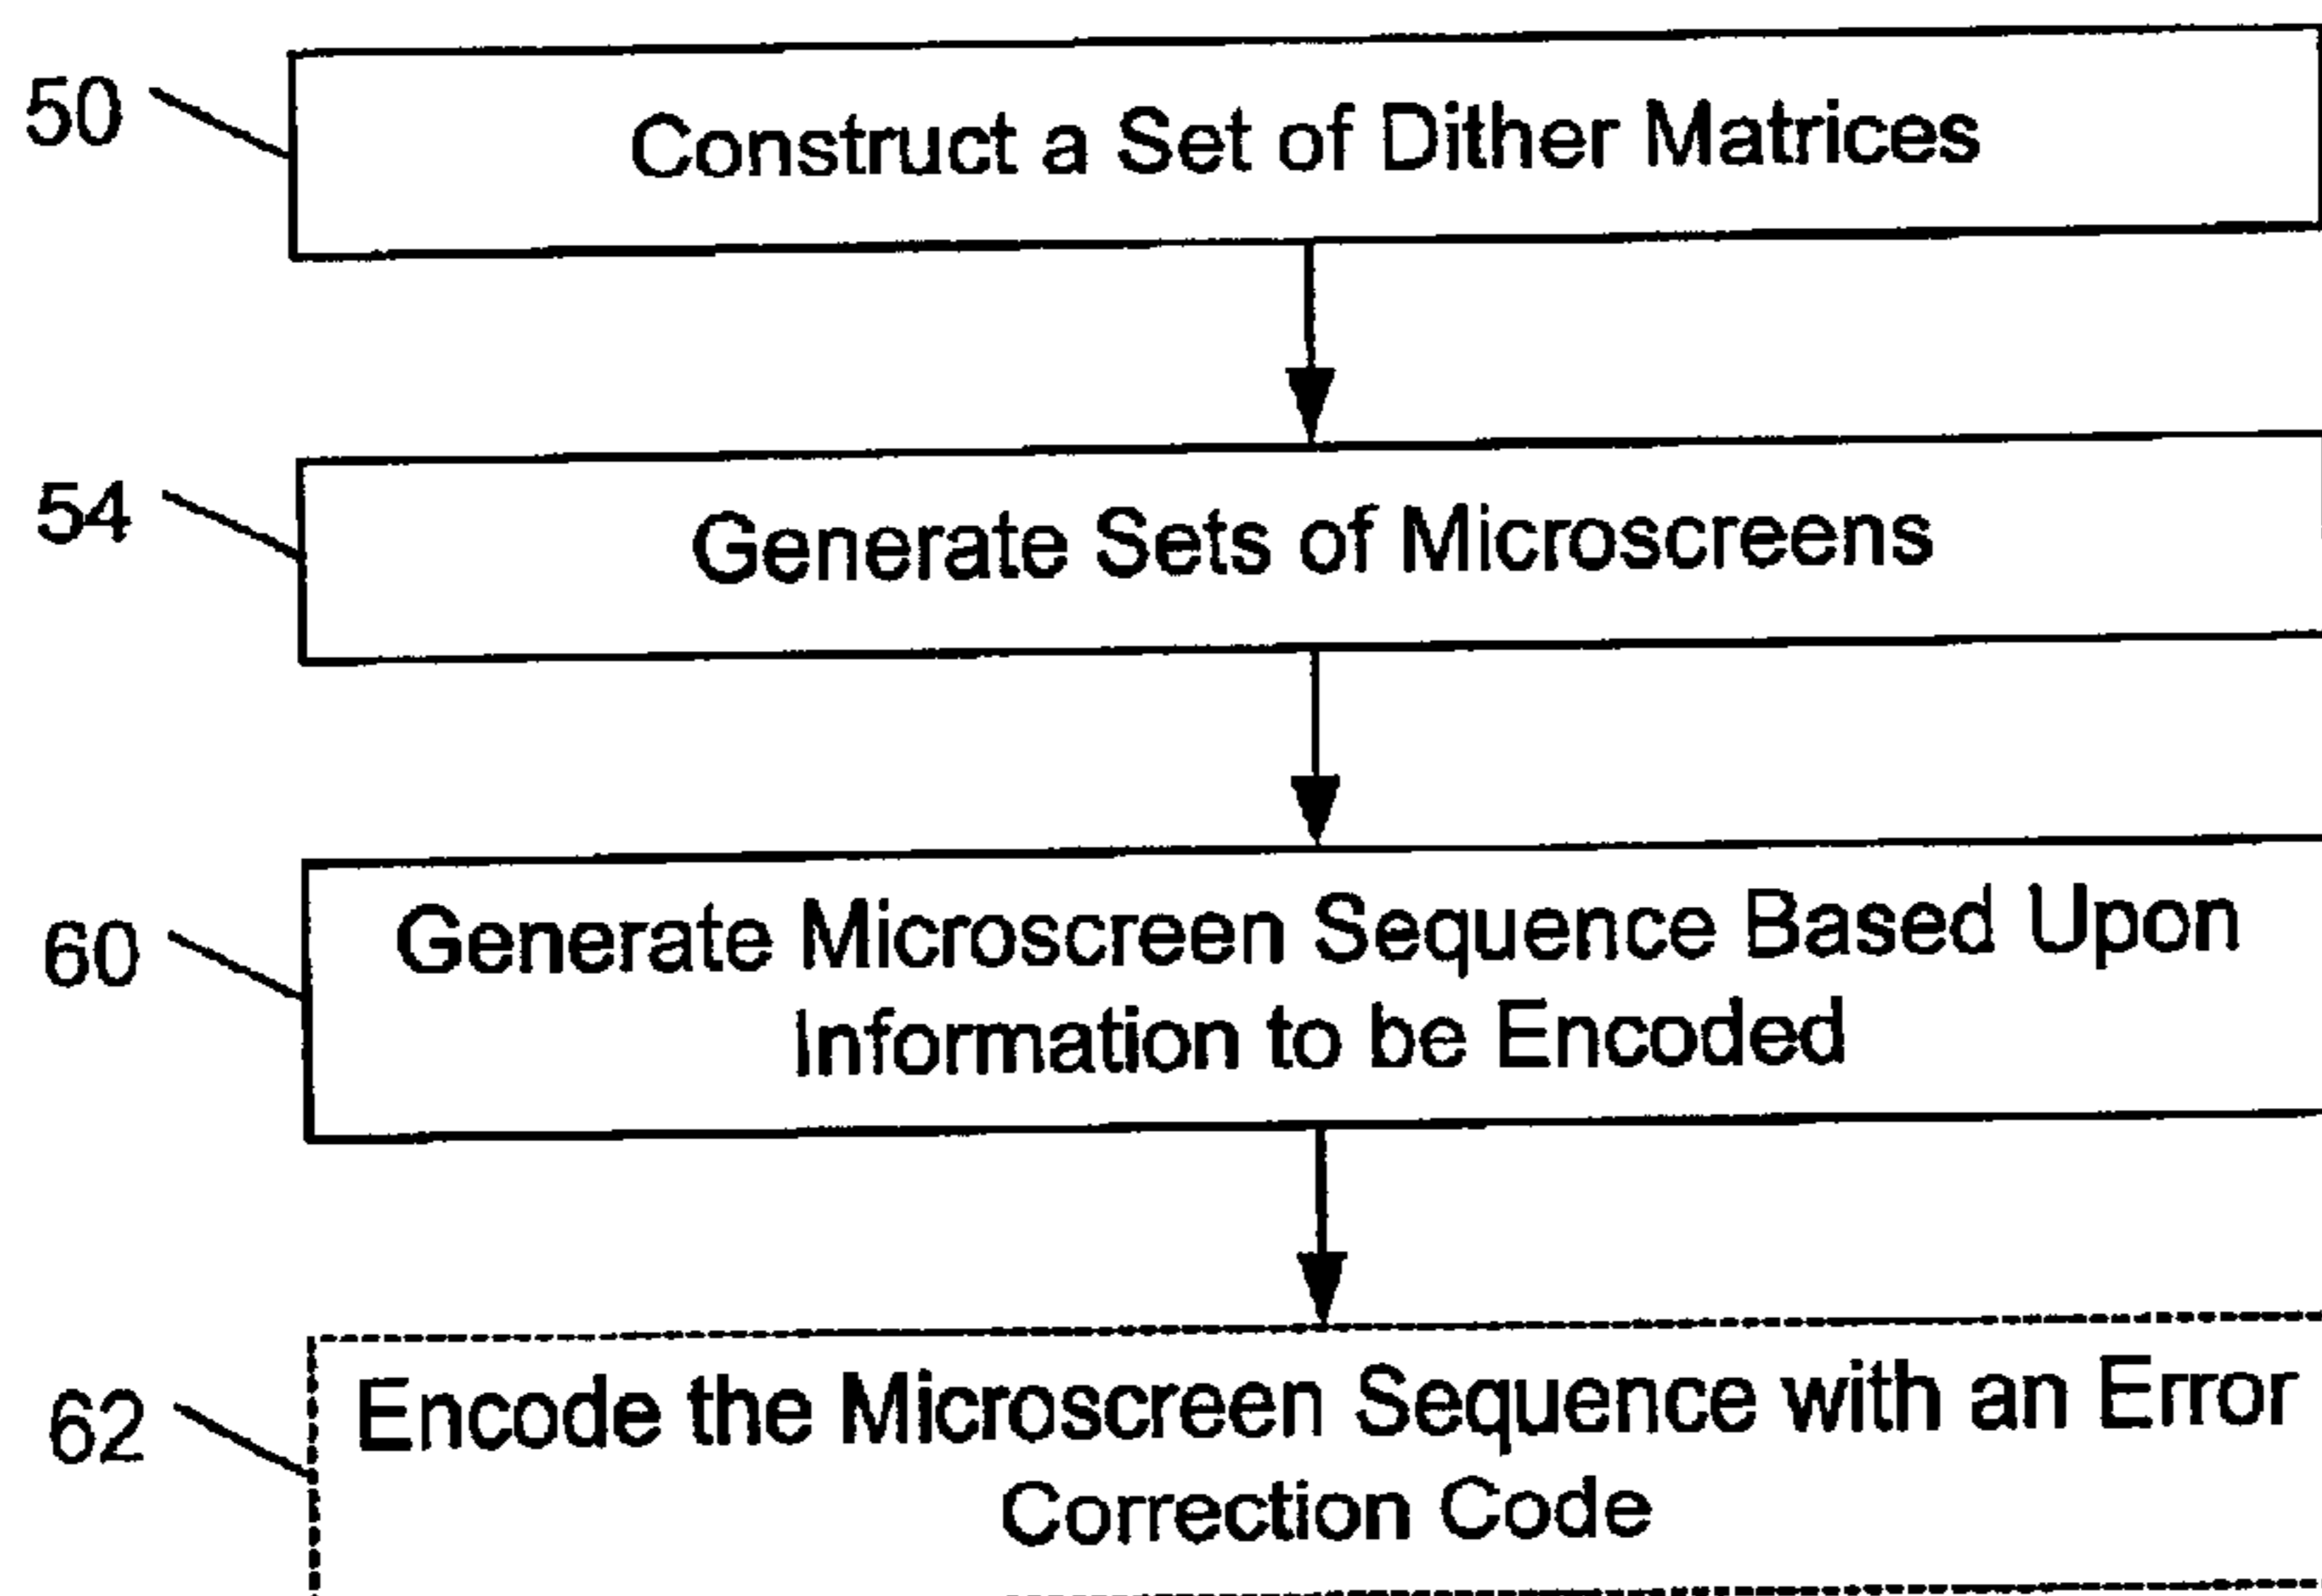 50
Construct a Set of Dither Matrices
54
Generate Sets of Microscreens
60
Generate Microscreen Sequence Based Upon
Information to be Encoded
62
Encode the Microscreen Sequence with an Error
Correction Code